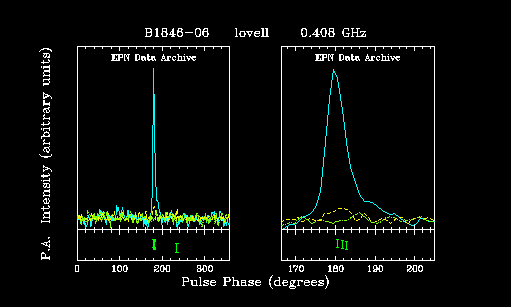 B1846-06 lovell 0.408 GHz
EPN Data Archive EPN Data Archive
P.A. Intensity (arbitrary units)
0 100 200 300 170 180 190 200
Pulse Phase (degrees)